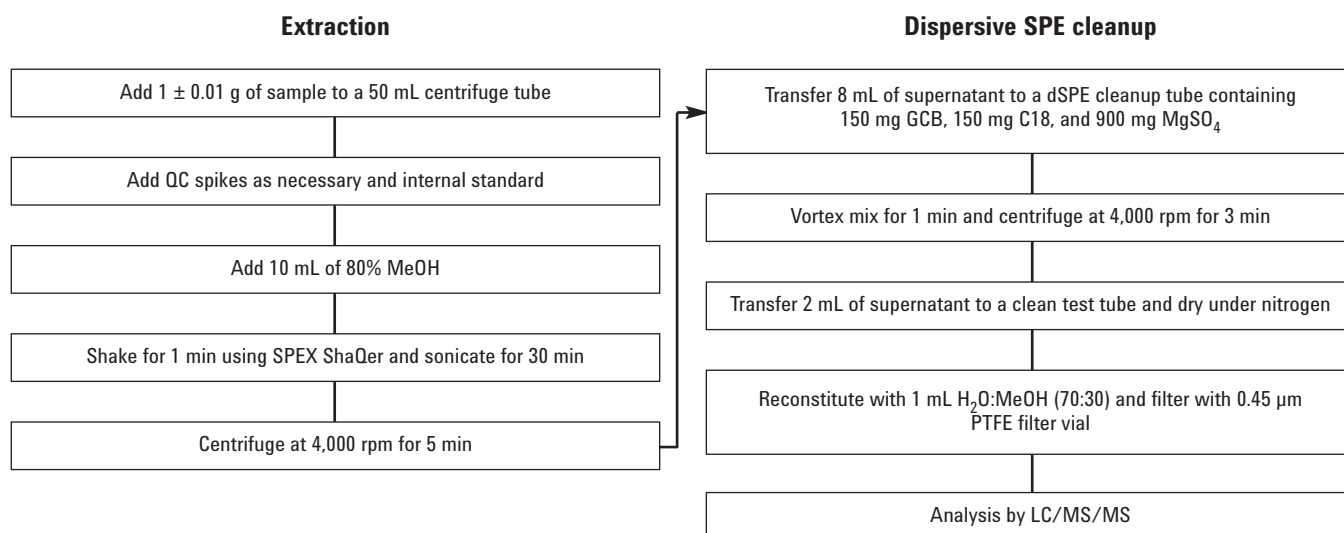 Extraction
Add 1 ± 0.01 g of sample to a 50 mL centrifuge tube
Add QC spikes as necessary and internal standard
Add 10 mL of 80% MeOH
Shake for 1 min using SPEX ShaQer and sonicate for 30 min
Centrifuge at 4,000 rpm for 5 min
Dispersive SPE cleanup
Transfer 8 mL of supernatant to a dSPE cleanup tube containing
150 mg GCB, 150 mg C18, and 900 mg MgSO₄
Vortex mix for 1 min and centrifuge at 4,000 rpm for 3 min
Transfer 2 mL of supernatant to a clean test tube and dry under nitrogen
Reconstitute with 1 mL H₂O:MeOH (70:30) and filter with 0.45 µm
PTFE filter vial
Analysis by LC/MS/MS